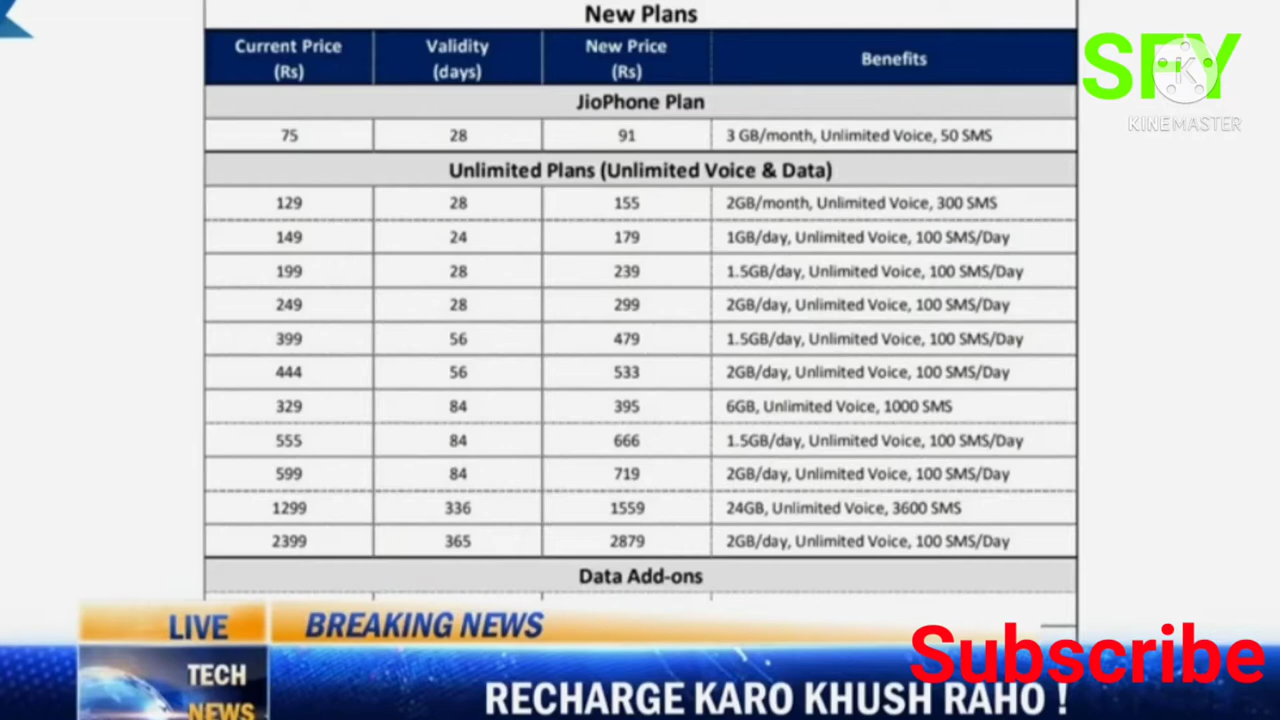 New Plans
Current Price (Rs) Validity (days) New Price (Rs) Benefits
JioPhone Plan
75 28 91 3 GB/month, Unlimited Voice, 50 SMS
Unlimited Plans (Unlimited Voice & Data)
129 28 155 2GB/month, Unlimited Voice, 300 SMS
149 24 179 1GB/day, Unlimited Voice, 100 SMS/Day
199 28 239 1.5GB/day, Unlimited Voice, 100 SMS/Day
249 28 299 2GB/day, Unlimited Voice, 100 SMS/Day
399 56 479 1.5GB/day, Unlimited Voice, 100 SMS/Day
444 56 533 2GB/day, Unlimited Voice, 100 SMS/Day
329 84 395 6GB, Unlimited Voice, 1000 SMS
555 84 666 1.5GB/day, Unlimited Voice, 100 SMS/Day
599 84 719 2GB/day, Unlimited Voice, 100 SMS/Day
1299 336 1559 24GB, Unlimited Voice, 3600 SMS
2399 365 2879 2GB/day, Unlimited Voice, 100 SMS/Day
Data Add-ons
SFY
K
KINEMASTER
LIVE
BREAKING NEWS
TECH
NEWS
Subscribe
RECHARGE KARO KHUSH RAHO !